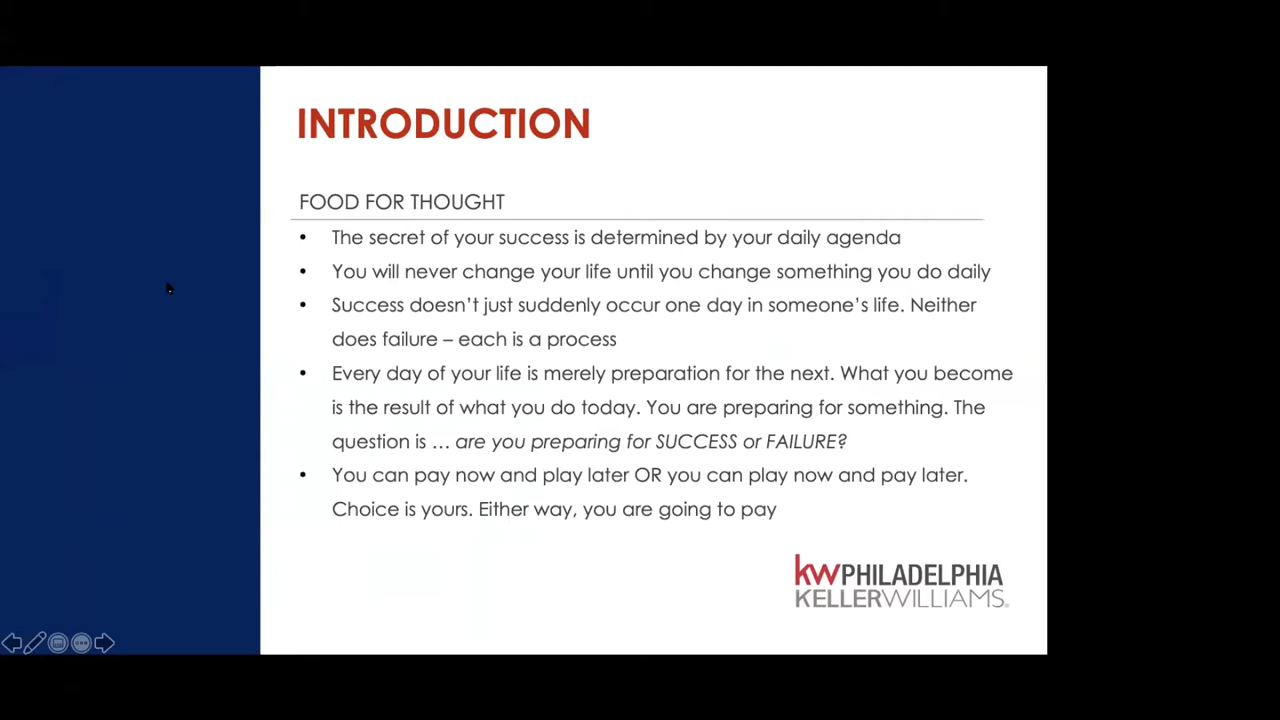 INTRODUCTION
FOOD FOR THOUGHT
• The secret of your success is determined by your daily agenda
• You will never change your life until you change something you do daily
• Success doesn’t just suddenly occur one day in someone’s life. Neither
does failure – each is a process
• Every day of your life is merely preparation for the next. What you become
is the result of what you do today. You are preparing for something. The
question is … are you preparing for SUCCESS or FAILURE?
• You can pay now and play later OR you can play now and pay later.
Choice is yours. Either way, you are going to pay
kwPHILADELPHIA
KELLERWILLIAMS®